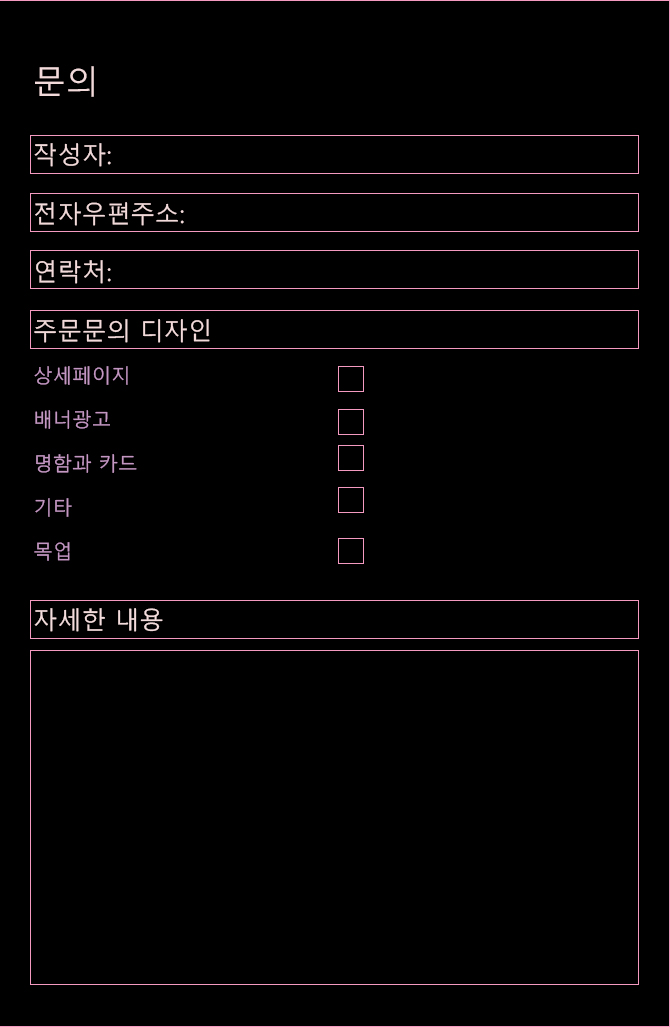 문의
작성자:
전자우편주소:
연락처:
주문문의 디자인
상세페이지
배너광고
명함과 카드
기타
목업
자세한 내용